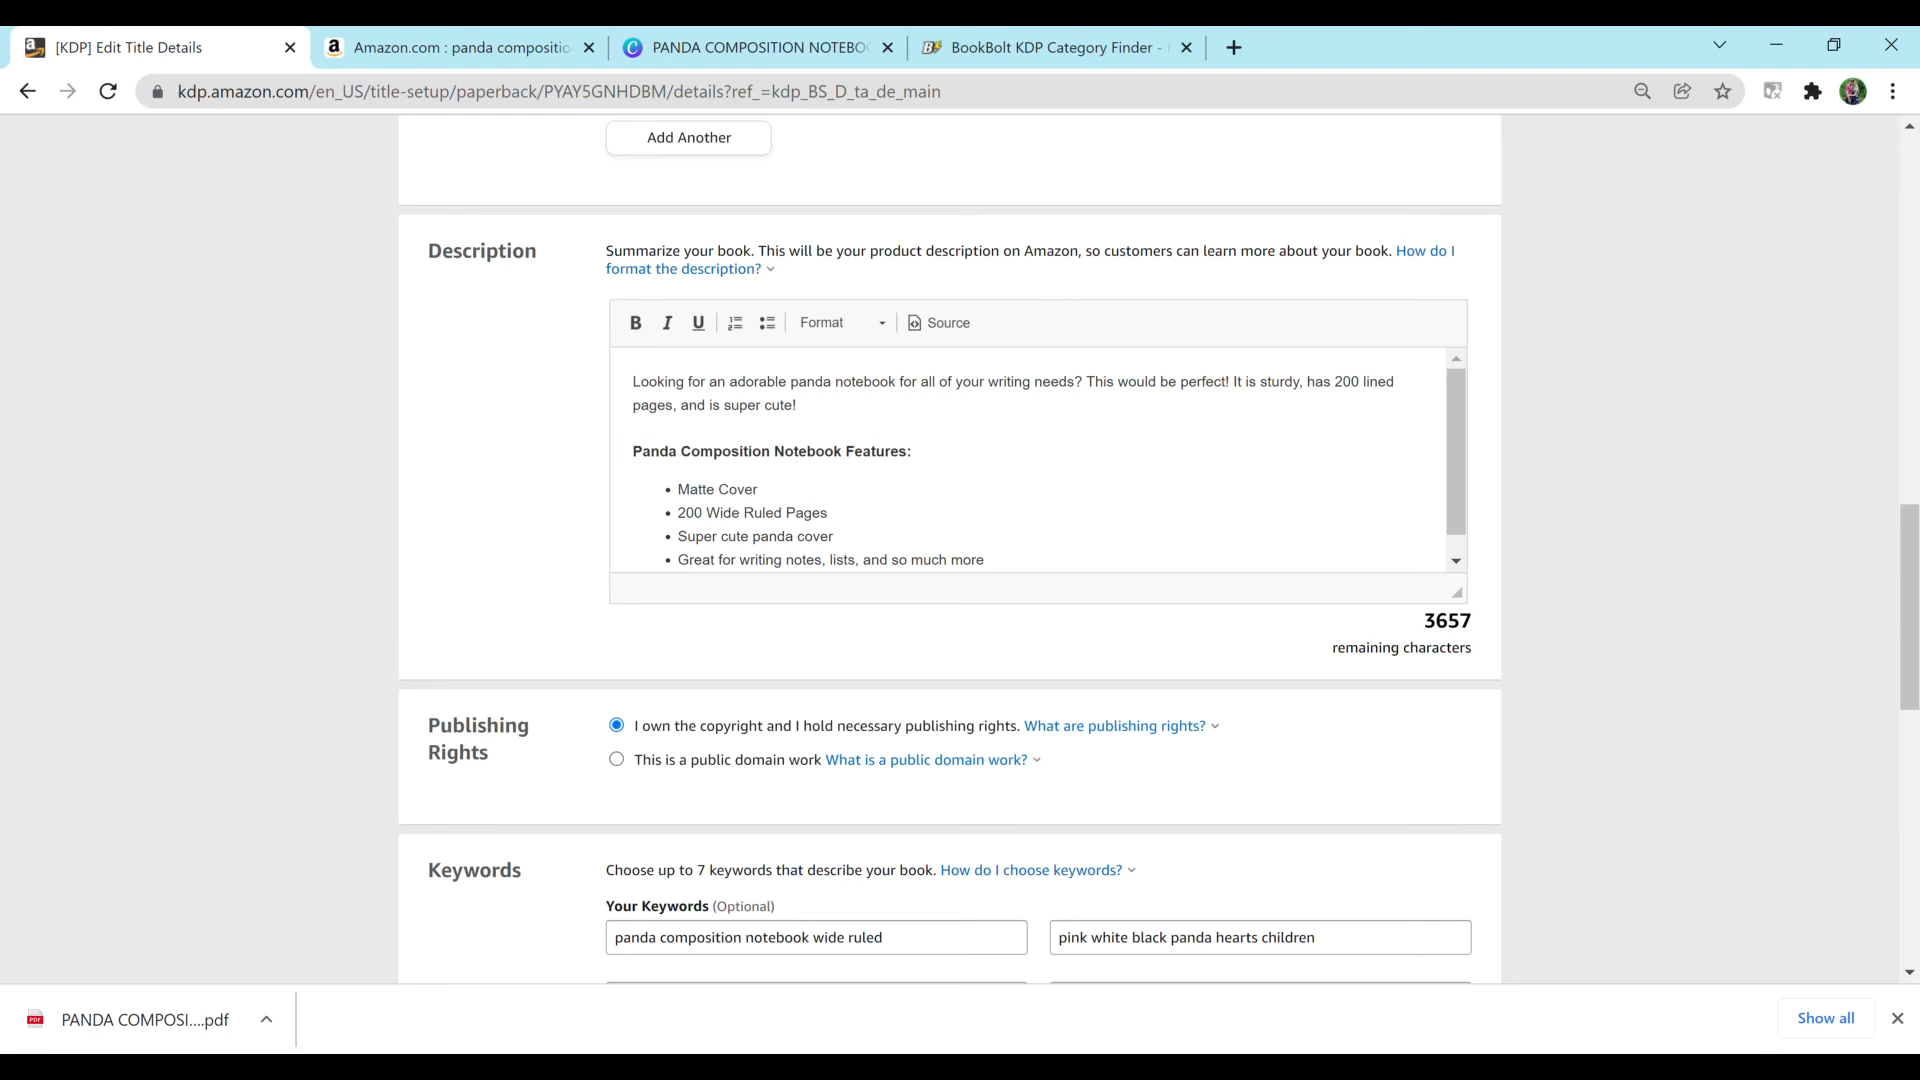 [KDP] Edit Title Details
Amazon.com : panda compositio
PANDA COMPOSITION NOTEBO
BookBolt KDP Category Finder -
kdp.amazon.com/en_US/title-setup/paperback/PYAY5GNHDBM/details?ref_=kdp_BS_D_ta_de_main
Add Another
Description
Summarize your book. This will be your product description on Amazon, so customers can learn more about your book. How do I
format the description?
B I U Format Source
Looking for an adorable panda notebook for all of your writing needs? This would be perfect! It is sturdy, has 200 lined
pages, and is super cute!
Panda Composition Notebook Features:
• Matte Cover
• 200 Wide Ruled Pages
• Super cute panda cover
• Great for writing notes, lists, and so much more
3657
remaining characters
Publishing
Rights
I own the copyright and I hold necessary publishing rights. What are publishing rights?
This is a public domain work What is a public domain work?
Keywords
Choose up to 7 keywords that describe your book. How do I choose keywords?
Your Keywords (Optional)
panda composition notebook wide ruled
pink white black panda hearts children
PDF
PANDA COMPOSI....pdf
Show all